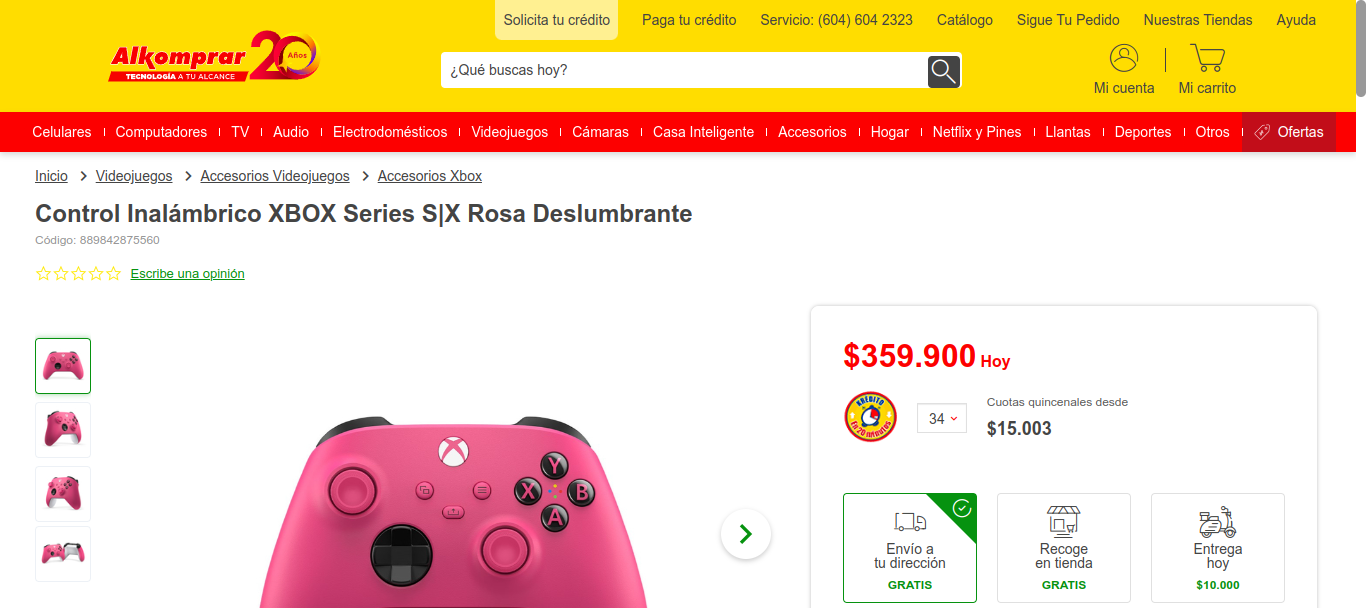 Solicita tu crédito Paga tu crédito Servicio: (604) 604 2323 Catálogo Sigue Tu Pedido Nuestras Tiendas Ayuda
Alkomprar 20 Años
TECNOLOGÍA A TU ALCANCE
¿Qué buscas hoy?
Mi cuenta Mi carrito
Celulares Computadores TV Audio Electrodomésticos Videojuegos Cámaras Casa Inteligente Accesorios Hogar Netflix y Pines Llantas Deportes Otros Ofertas
Inicio Videojuegos Accesorios Videojuegos Accesorios Xbox
Control Inalámbrico XBOX Series S|X Rosa Deslumbrante
Código: 889842875560
Escribe una opinión
$359.900 Hoy
KRÉDITO
En 20 minutos
34
Cuotas quincenales desde
$15.003
Y
X B
A
Envío a
tu dirección
GRATIS
Recoge
en tienda
GRATIS
Entrega
hoy
$10.000